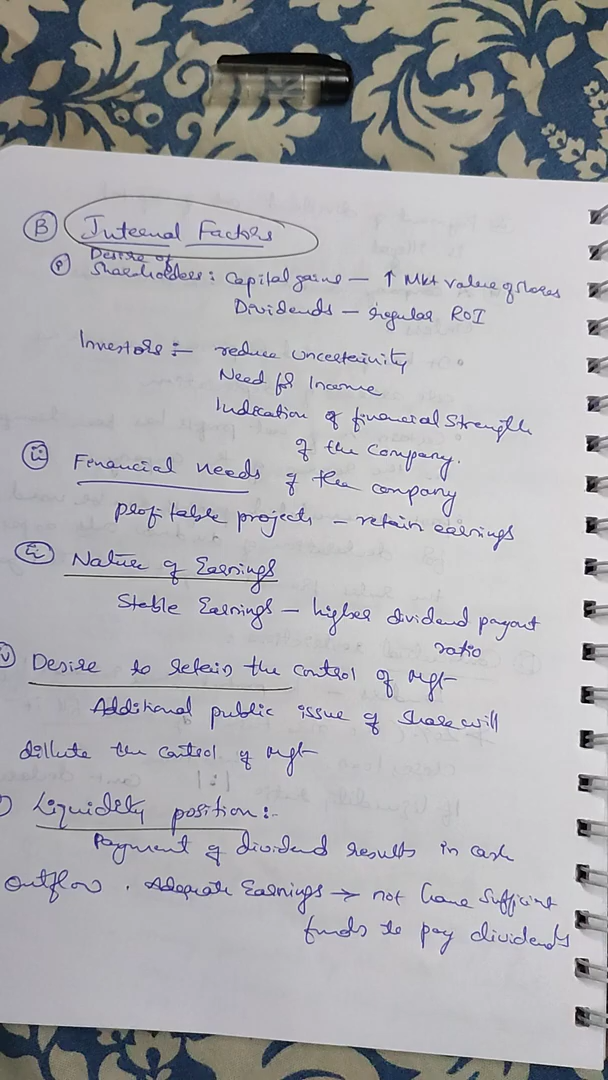 B Internal Factors
i Desire of
Shareholders : Capital gains — ↑ Mkt value of shares
Dividends — regular RoI
Investors :— reduce uncertainity
Need for Income
Indication of financial Strength
of the Company.
ii Financial needs of the company
profitable projects — retain earnings
iii Nature of Earnings
Stable Earnings — higher dividend payout
ratio
Desire to retain the control of mgt
Additional public issue of share will
dillute the control of mgt
Liquidity position :-
Payment of dividend results in cash
outflow . Adequate Earnings → not have sufficient
funds to pay dividends